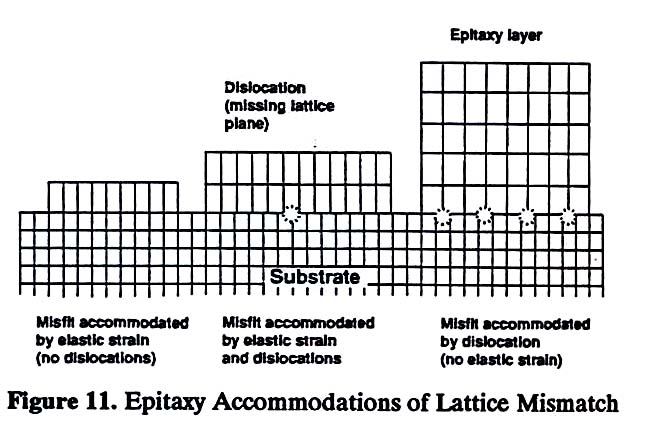 Epitaxy layer
Dislocation
(missing lattice
plane)
Substrate
Misfit accommodated
by elastic strain
(no dislocations)
Misfit accommodated
by elastic strain
and dislocations
Misfit accommodated
by dislocation
(no elastic strain)
Figure 11. Epitaxy Accommodations of Lattice Mismatch